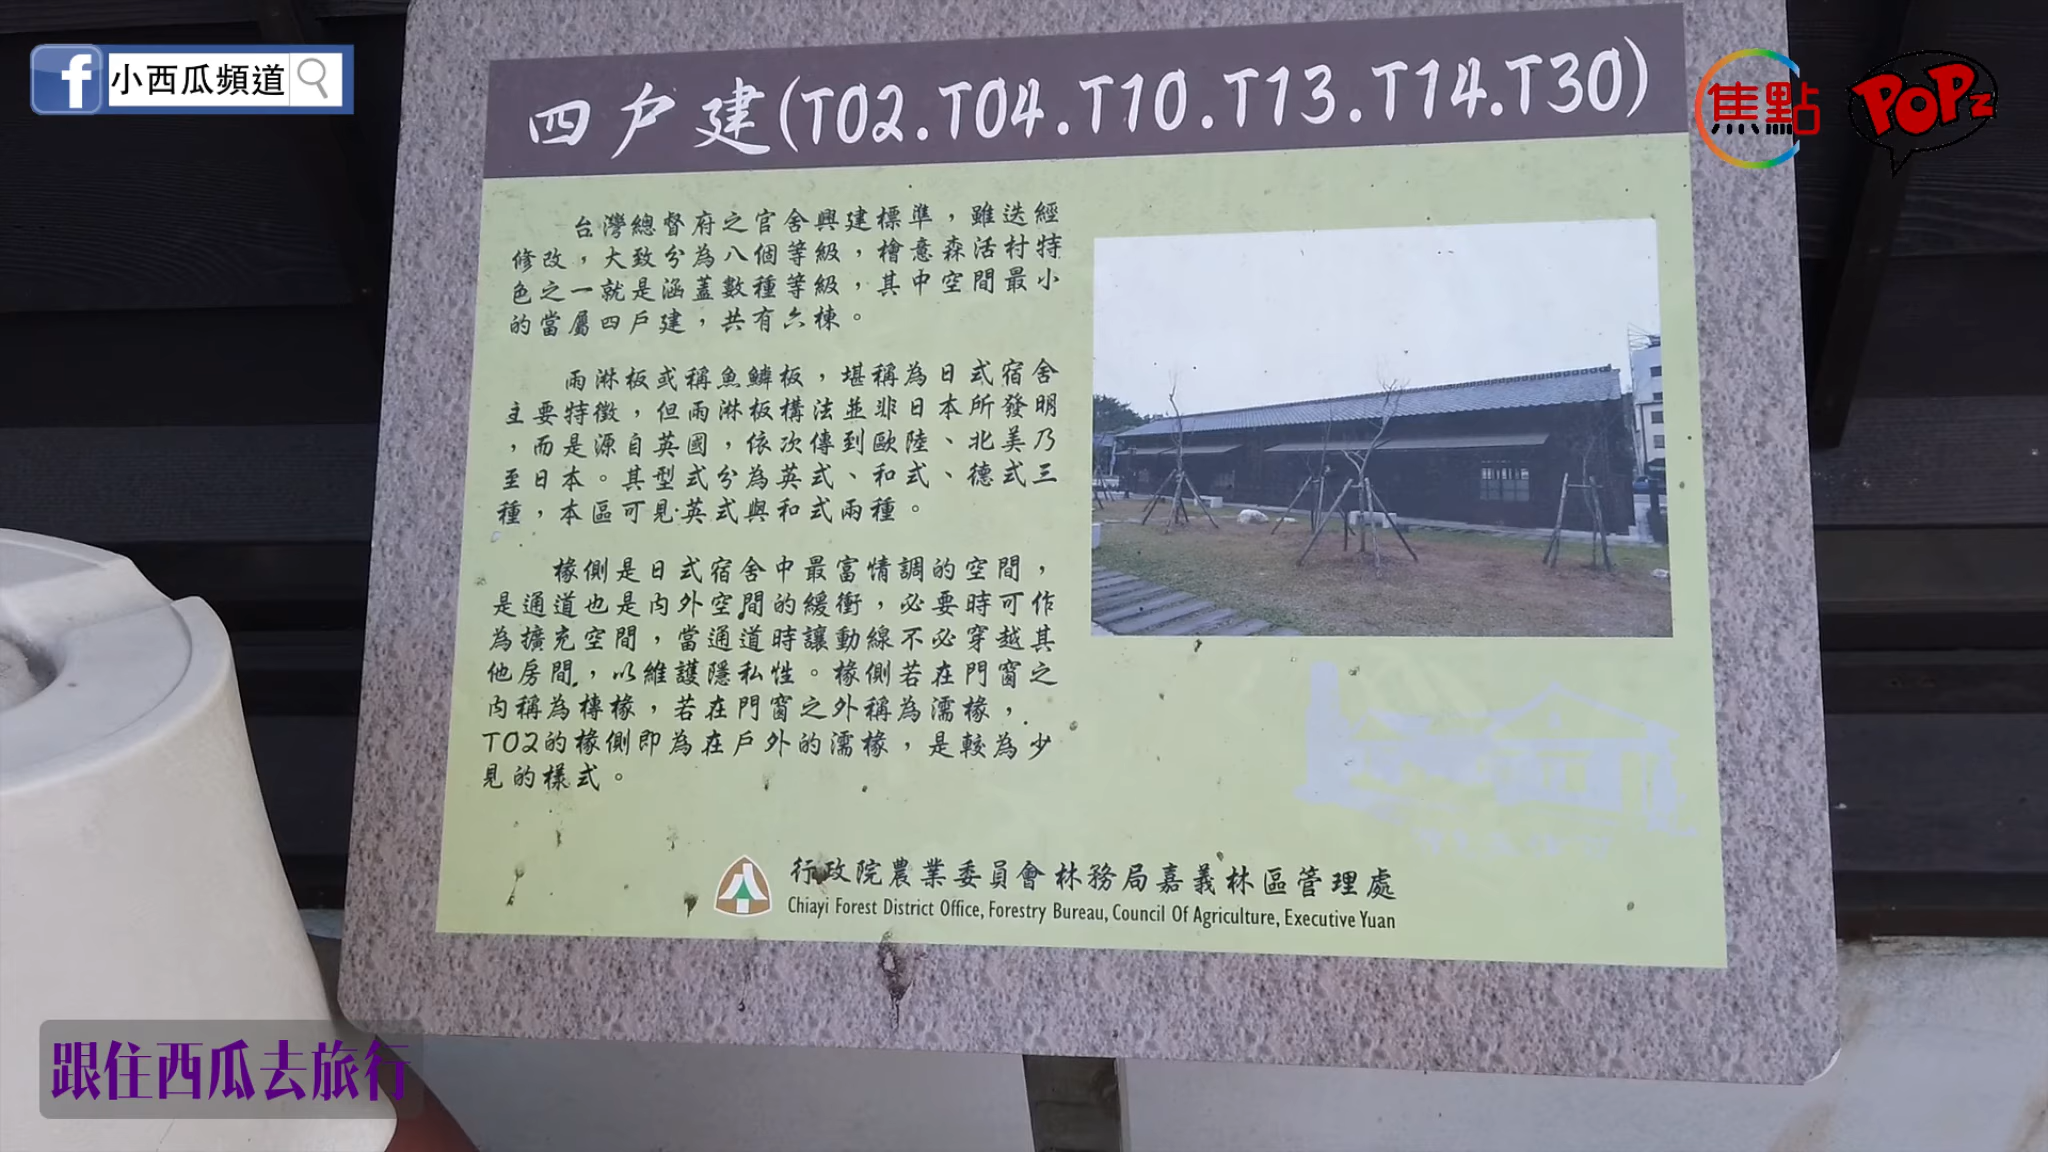 小西瓜頻道
焦點
POPZ
四戶建(T02.T04.T10.T13.T14.T30)
台灣總督府之官舍興建標準，雖迭經
修改，大致分為八個等級，檜意森活村特
色之一就是涵蓋數種等級，其中空間最小
的當屬四戶建，共有六棟。
雨淋板或稱魚鱗板，堪稱為日式宿舍
主要特徵，但雨淋板構法並非日本所發明
，而是源自英國，依次傳到歐陸、北美乃
至日本。其型式分為英式、和式、德式三
種，本區可見英式與和式兩種。
椽側是日式宿舍中最富情調的空間，
是通道也是內外空間的緩衝，必要時可作
為擴充空間，當通道時讓動線不必穿越其
他房間，以維護隱私性。椽側若在門窗之
內稱為榑椽，若在門窗之外稱為濡椽，
T02的椽側即為在戶外的濡椽，是較為少
見的樣式。
行政院農業委員會林務局嘉義林區管理處
Chiayi Forest District Office, Forestry Bureau, Council Of Agriculture, Executive Yuan
跟住西瓜去旅行